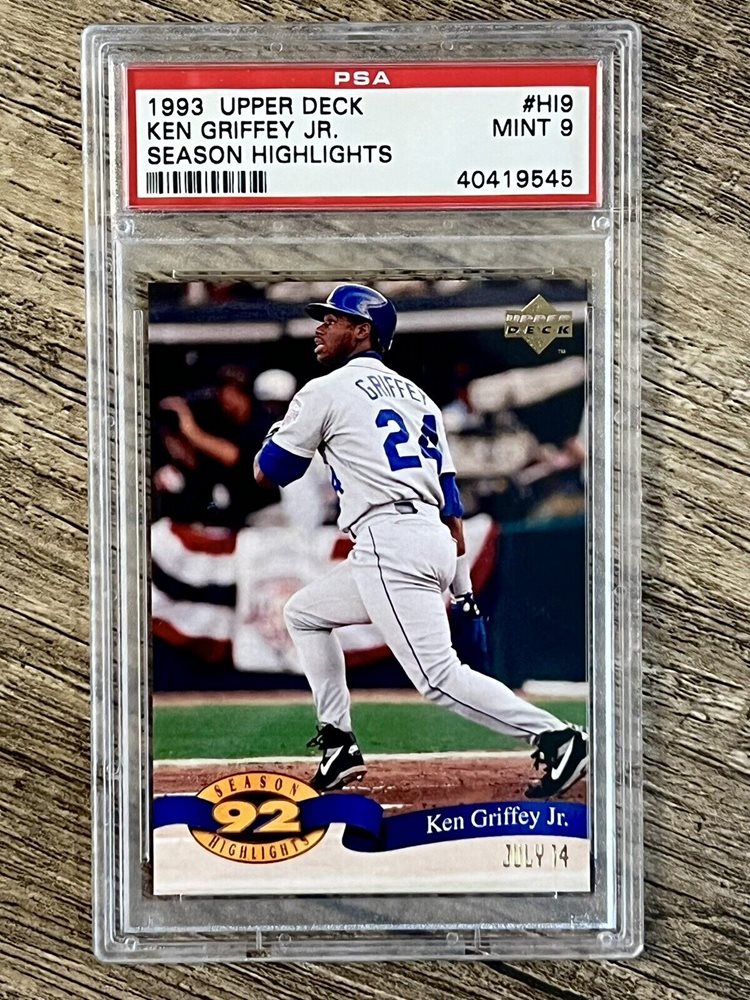 PSA
1993 UPPER DECK #HI9
KEN GRIFFEY JR. MINT 9
SEASON HIGHLIGHTS
40419545
UPPER
DECK
TM
GRIFFEY
24
SEASON
92
HIGHLIGHTS
Ken Griffey Jr.
JULY 14